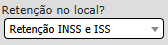 Retenção no local?
Retenção INSS e ISS